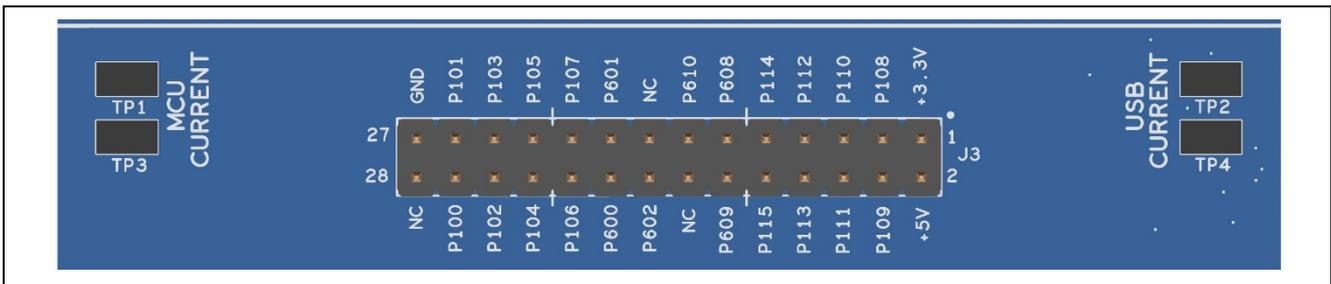 TP1
TP3
MCU
CURRENT
GND P101 P103 P105 P107 P601 NC P610 P608 P114 P112 P110 P108 +3.3V
27 1
J3
28 2
NC P100 P102 P104 P106 P600 P602 NC P609 P115 P113 P111 P109 +5V
USB
CURRENT
TP2
TP4